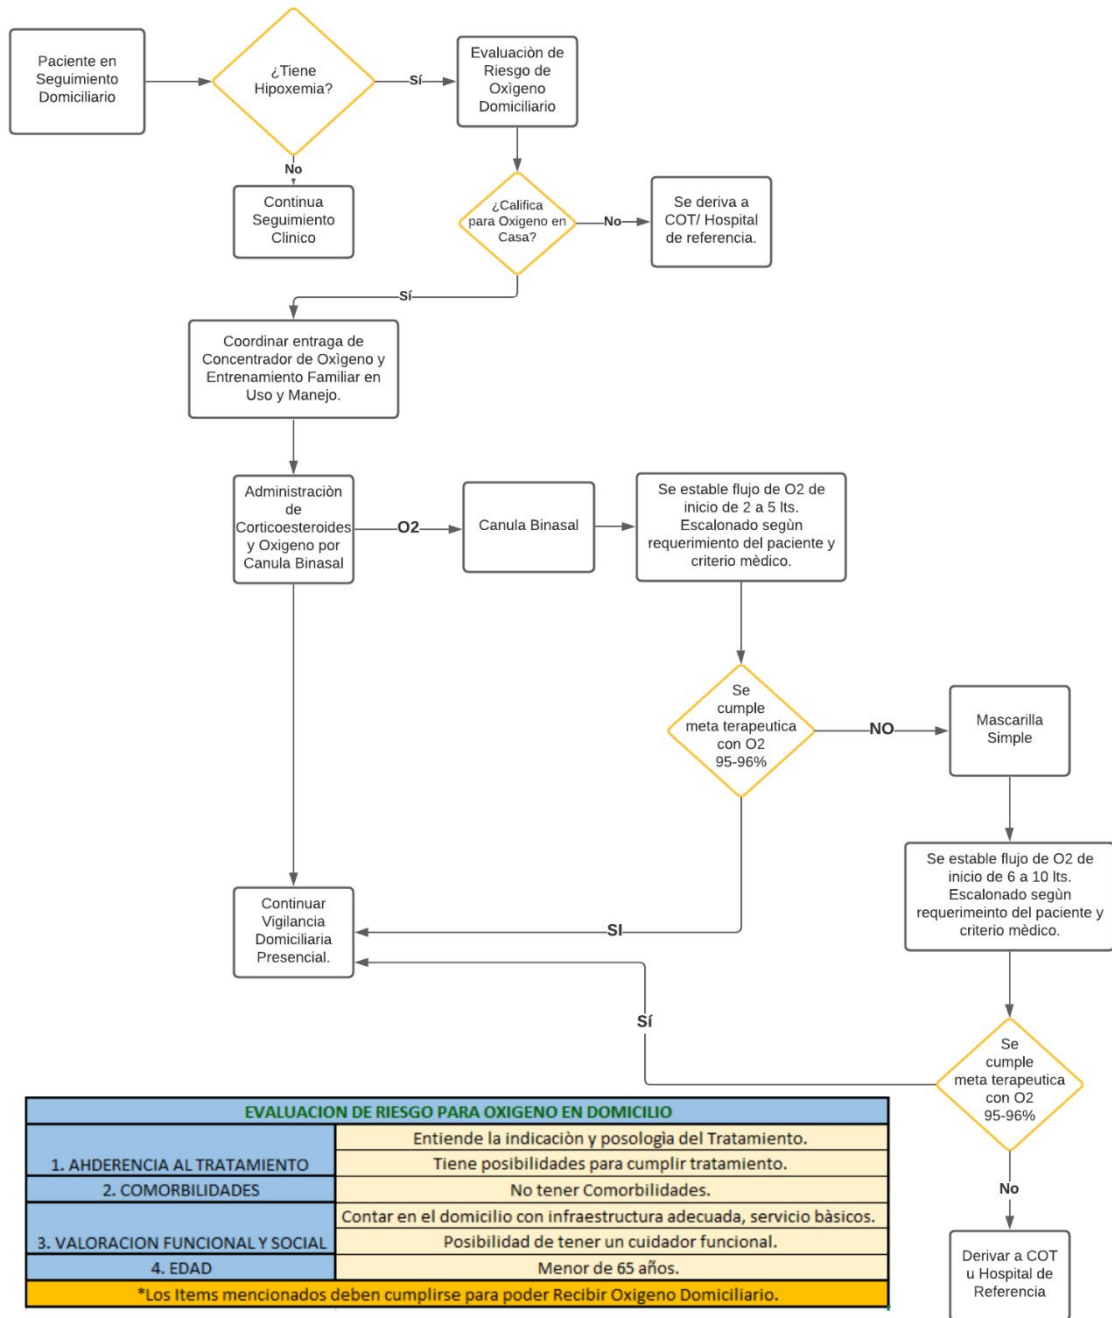 Paciente en
Seguimiento
Domiciliario
¿Tiene
Hipoxemia?
Sí
Evaluaciòn de
Riesgo de
Oxìgeno
Domiciliario
No
Continua
Seguimiento
Clinico
¿Califica
para Oxigeno en
Casa?
No
Se deriva a
COT/ Hospital
de referencia.
Sí
Coordinar entraga de
Concentrador de Oxìgeno y
Entrenamiento Familiar en
Uso y Manejo.
Administraciòn
de
Corticoesteroides
y Oxigeno por
Canula Binasal
O2
Canula Binasal
Se estable flujo de O2 de
inicio de 2 a 5 lts.
Escalonado segùn
requerimiento del paciente y
criterio mèdico.
Se
cumple
meta terapeutica
con O2
95-96%
NO
Mascarilla
Simple
Se estable flujo de O2 de
inicio de 6 a 10 lts.
Escalonado segùn
requerimeinto del paciente y
criterio mèdico.
SI
Continuar
Vigilancia
Domiciliaria
Presencial.
Sí
Se
cumple
meta terapeutica
con O2
95-96%
No
Derivar a COT
u Hospital de
Referencia
EVALUACION DE RIESGO PARA OXIGENO EN DOMICILIO
1. AHDERENCIA AL TRATAMIENTO
Entiende la indicaciòn y posologìa del Tratamiento.
Tiene posibilidades para cumplir tratamiento.
2. COMORBILIDADES
No tener Comorbilidades.
3. VALORACION FUNCIONAL Y SOCIAL
Contar en el domicilio con infraestructura adecuada, servicio bàsicos.
Posibilidad de tener un cuidador funcional.
4. EDAD
Menor de 65 años.
*Los Items mencionados deben cumplirse para poder Recibir Oxigeno Domiciliario.